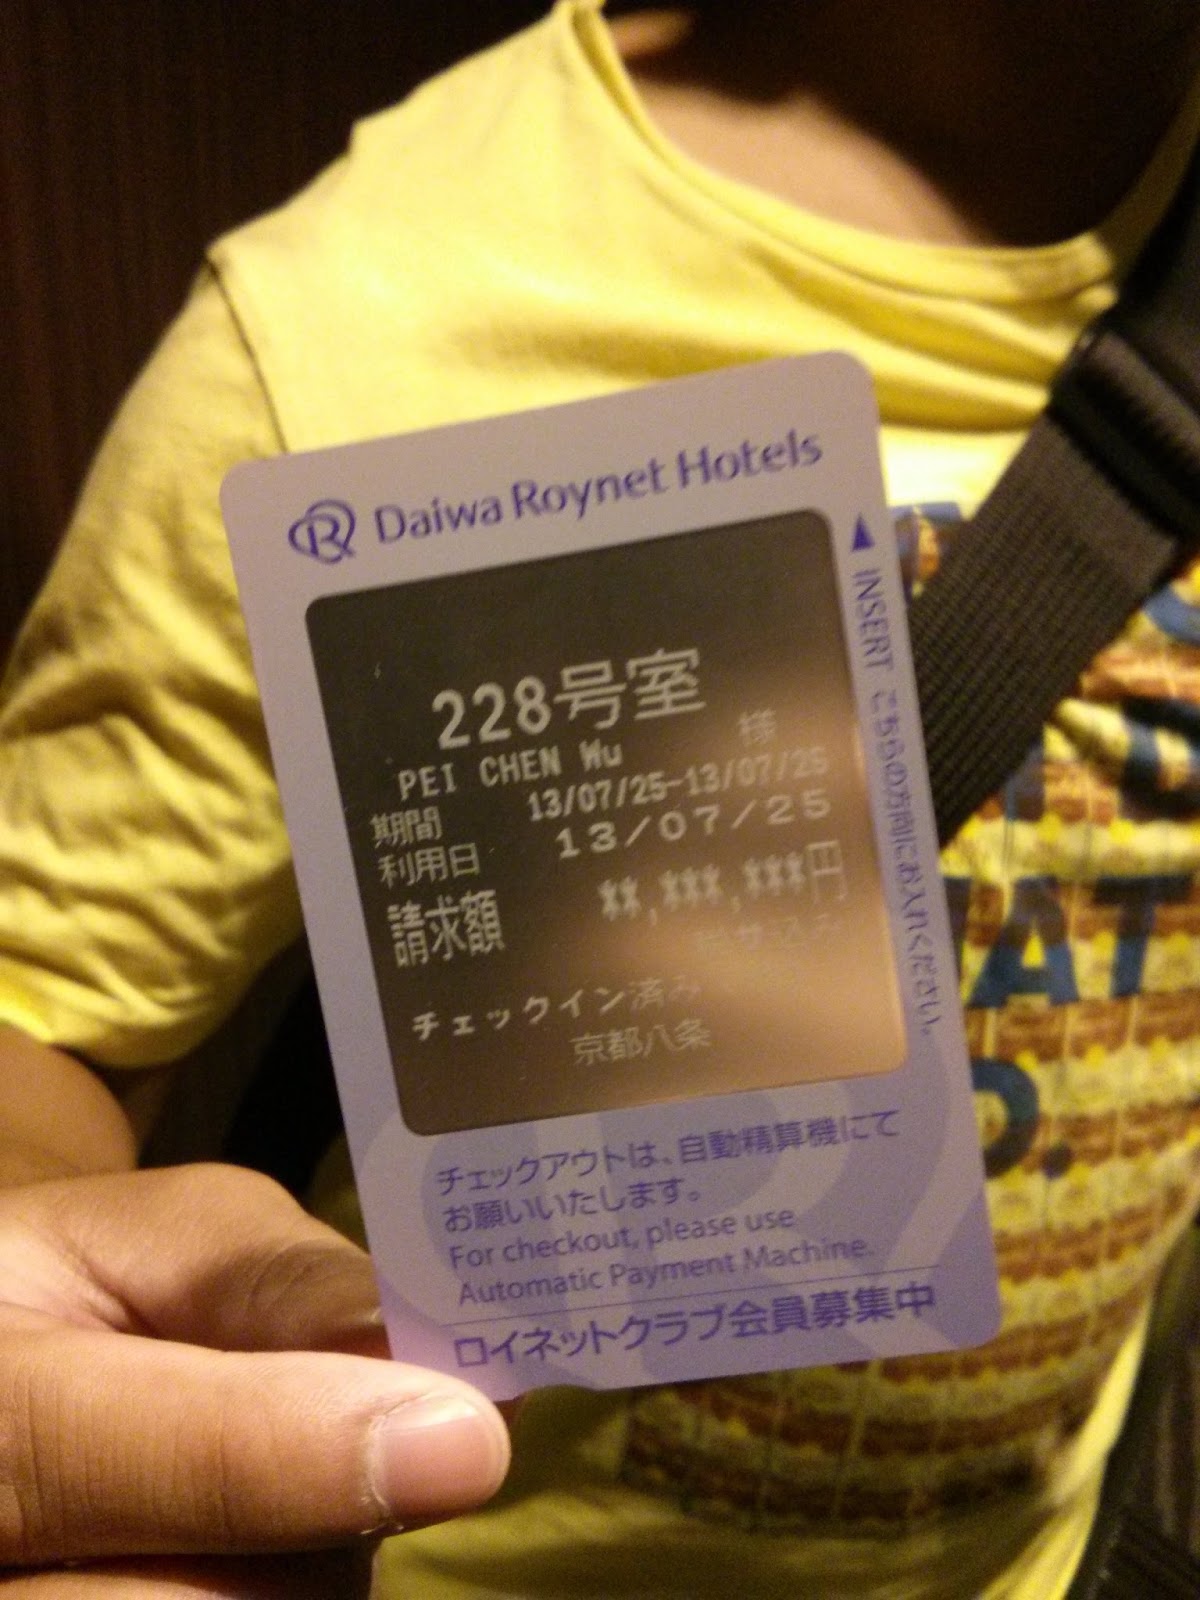 Daiwa Roynet Hotels
▲ INSERT こちらの方向にお入れください。
228号室
PEI CHEN Wu 様
期間 13/07/25-13/07/25
利用日 13/07/25
請求額 **,***,***円
チェックイン済み
京都八条
チェックアウトは、自動精算機にて
お願いいたします。
For checkout, please use
Automatic Payment Machine.
ロイネットクラブ会員募集中
AT